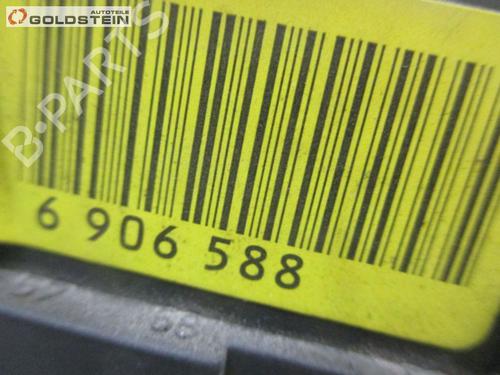 AUTOTEILE
GOLDSTEIN
B-PARTS
6 906 588